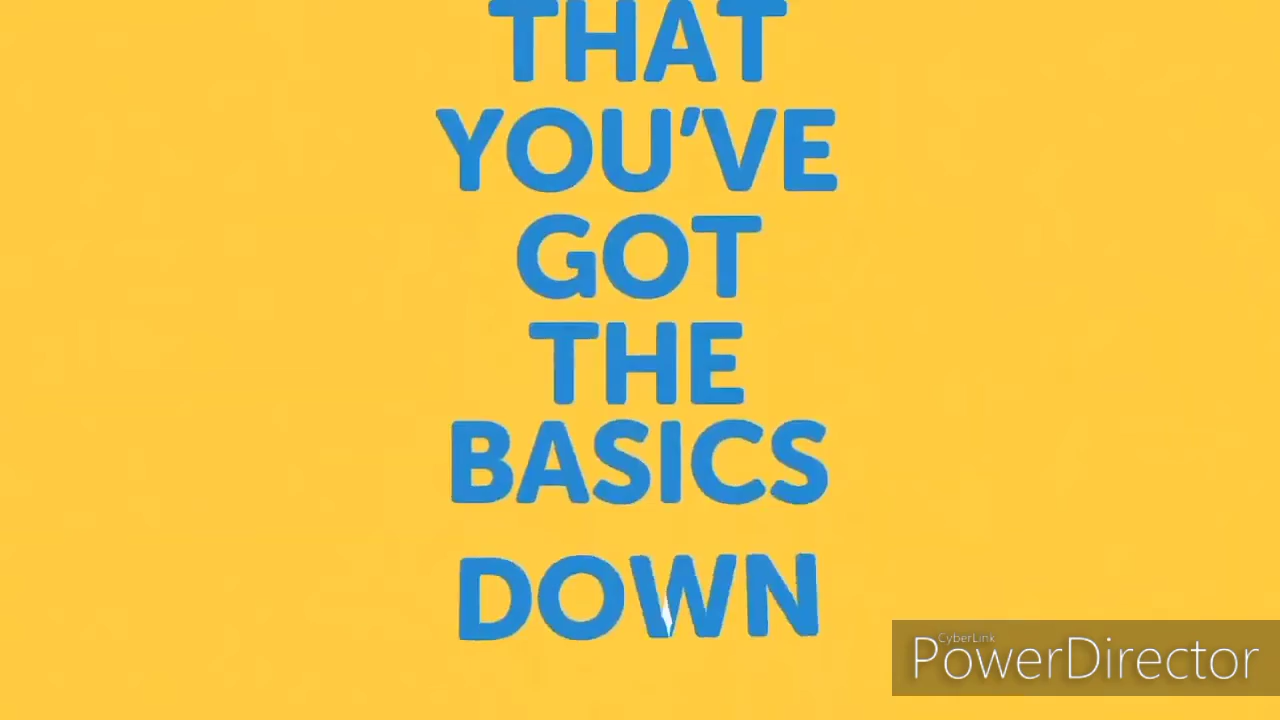 THAT
YOU’VE
GOT
THE
BASICS
DOWN
CyberLink
PowerDirector